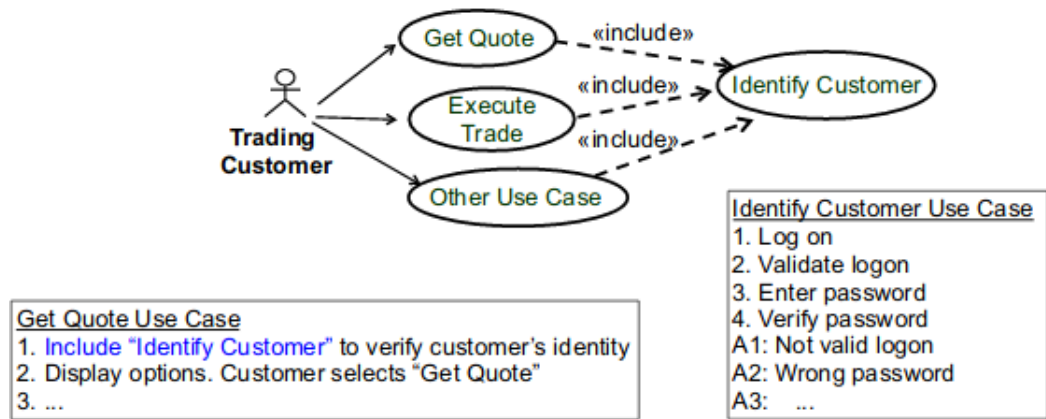 Get Quote
«include»
Identify Customer
«include»
Execute
Trade
«include»
Trading
Customer
Other Use Case
Identify Customer Use Case
1. Log on
2. Validate logon
3. Enter password
4. Verify password
A1: Not valid logon
A2: Wrong password
A3: ...
Get Quote Use Case
1. Include “Identify Customer” to verify customer’s identity
2. Display options. Customer selects “Get Quote”
3. ...